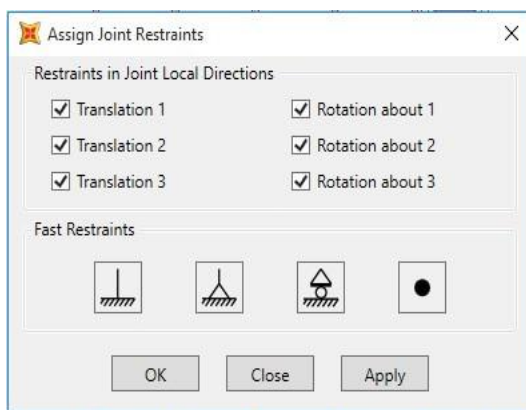 Assign Joint Restraints
Restraints in Joint Local Directions
Translation 1 Rotation about 1
Translation 2 Rotation about 2
Translation 3 Rotation about 3
Fast Restraints
OK Close Apply